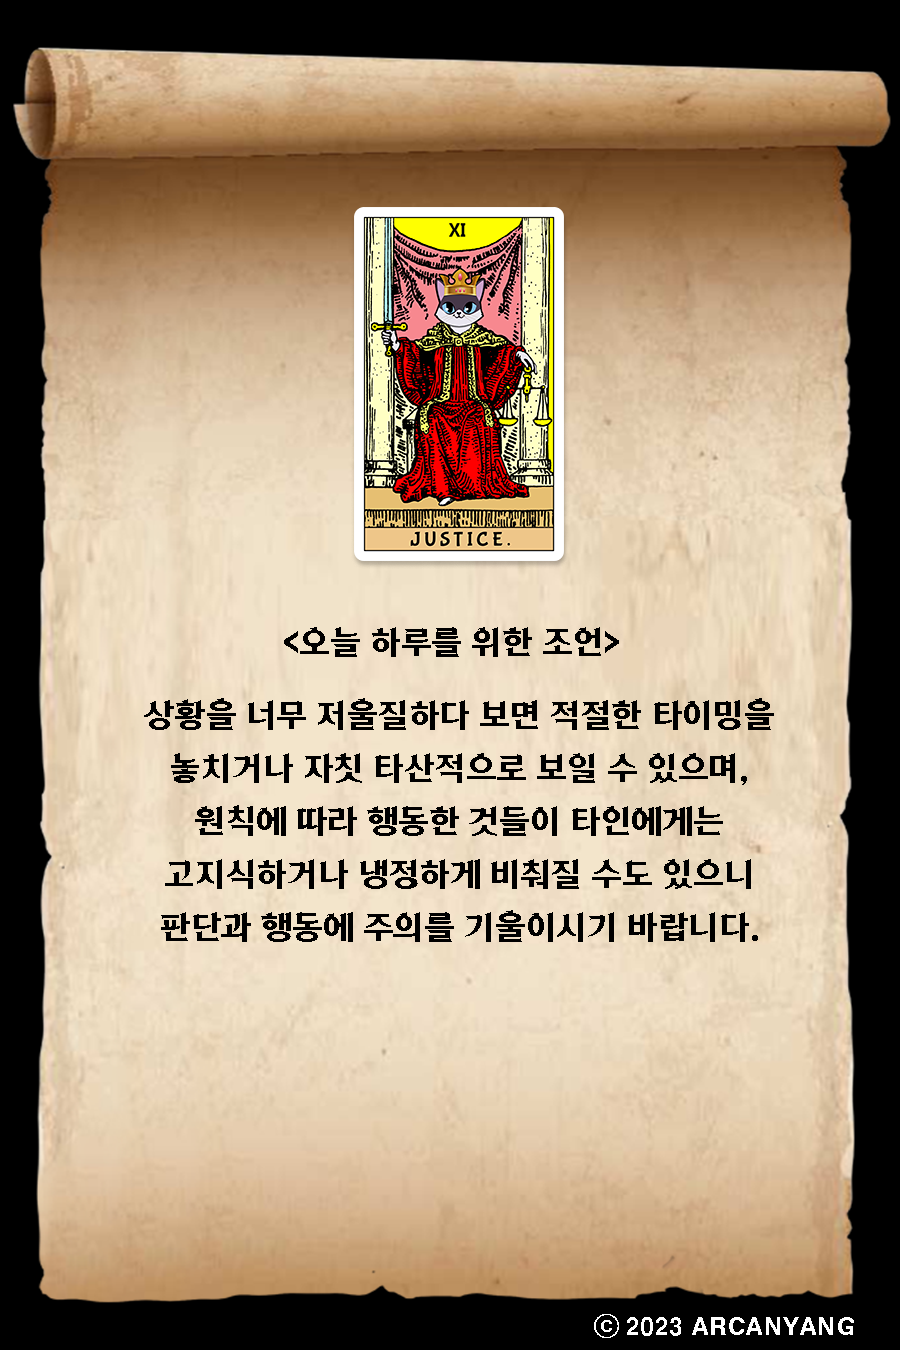 XI
JUSTICE.
<오늘 하루를 위한 조언>
상황을 너무 저울질하다 보면 적절한 타이밍을
놓치거나 자칫 타산적으로 보일 수 있으며,
원칙에 따라 행동한 것들이 타인에게는
고지식하거나 냉정하게 비춰질 수도 있으니
판단과 행동에 주의를 기울이시기 바랍니다.
© 2023 ARCANYANG